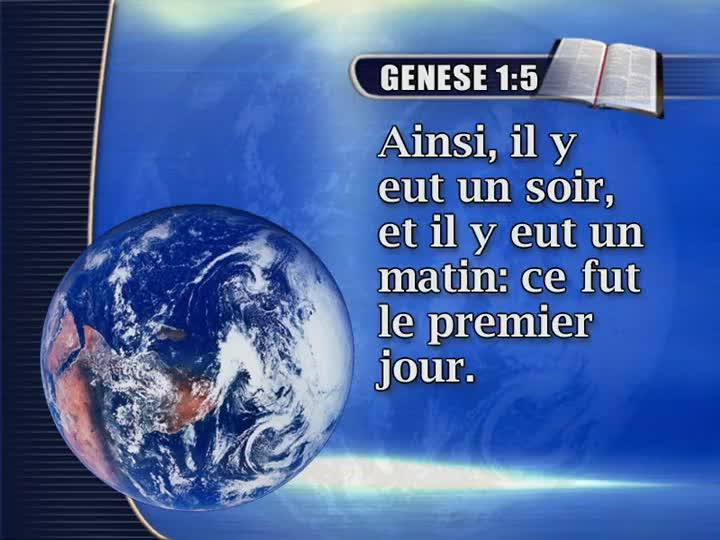 GENESE 1:5
Ainsi, il y
eut un soir,
et il y eut un
matin: ce fut
le premier
jour.